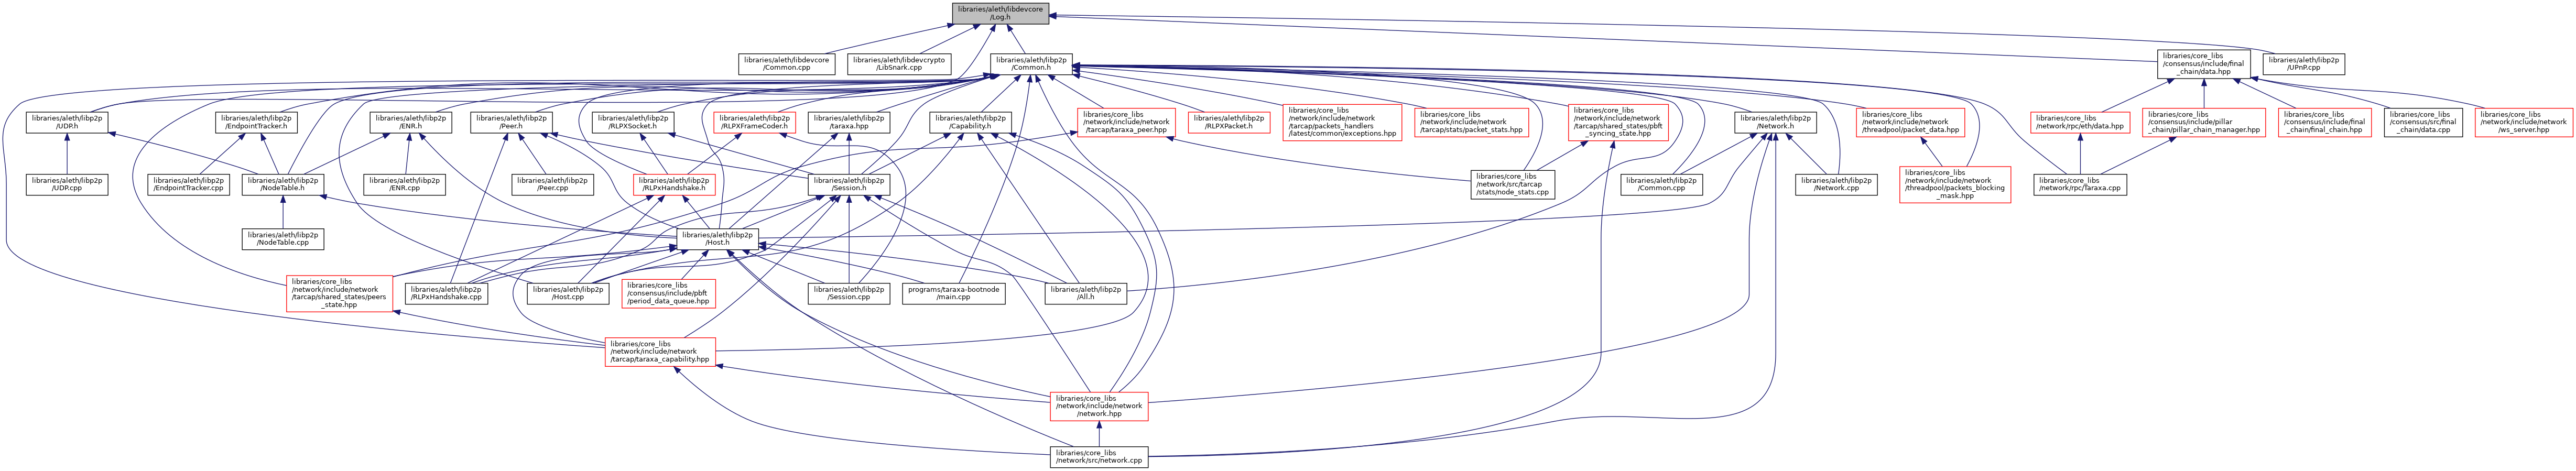 libraries/aleth/libdevcore
/Log.h
libraries/aleth/libdevcore
/Common.cpp
libraries/aleth/libdevcrypto
/LibSnark.cpp
libraries/aleth/libp2p
/Common.h
libraries/core_libs
/consensus/include/final
_chain/data.hpp
libraries/aleth/libp2p
/UPnP.cpp
libraries/aleth/libp2p
/UDP.h
libraries/aleth/libp2p
/EndpointTracker.h
libraries/aleth/libp2p
/ENR.h
libraries/aleth/libp2p
/Peer.h
libraries/aleth/libp2p
/RLPXSocket.h
libraries/aleth/libp2p
/RLPXFrameCoder.h
libraries/aleth/libp2p
/taraxa.hpp
libraries/aleth/libp2p
/Capability.h
libraries/core_libs
/network/include/network
/tarcap/taraxa_peer.hpp
libraries/aleth/libp2p
/RLPXPacket.h
libraries/core_libs
/network/include/network
/tarcap/packets_handlers
/latest/common/exceptions.hpp
libraries/core_libs
/network/include/network
/tarcap/stats/packet_stats.hpp
libraries/core_libs
/network/include/network
/tarcap/shared_states/pbft
_syncing_state.hpp
libraries/aleth/libp2p
/Network.h
libraries/core_libs
/network/include/network
/threadpool/packet_data.hpp
libraries/core_libs
/network/rpc/eth/data.hpp
libraries/core_libs
/consensus/include/pillar
_chain/pillar_chain_manager.hpp
libraries/core_libs
/consensus/include/final
_chain/final_chain.hpp
libraries/core_libs
/consensus/src/final
_chain/data.cpp
libraries/core_libs
/network/include/network
/ws_server.hpp
libraries/aleth/libp2p
/UDP.cpp
libraries/aleth/libp2p
/EndpointTracker.cpp
libraries/aleth/libp2p
/NodeTable.h
libraries/aleth/libp2p
/ENR.cpp
libraries/aleth/libp2p
/Peer.cpp
libraries/aleth/libp2p
/RLPxHandshake.h
libraries/aleth/libp2p
/Session.h
libraries/core_libs
/network/src/tarcap
/stats/node_stats.cpp
libraries/aleth/libp2p
/Common.cpp
libraries/aleth/libp2p
/Network.cpp
libraries/core_libs
/network/include/network
/threadpool/packets_blocking
_mask.hpp
libraries/core_libs
/network/rpc/Taraxa.cpp
libraries/aleth/libp2p
/NodeTable.cpp
libraries/aleth/libp2p
/Host.h
libraries/core_libs
/network/include/network
/tarcap/shared_states/peers
_state.hpp
libraries/aleth/libp2p
/RLPxHandshake.cpp
libraries/aleth/libp2p
/Host.cpp
libraries/core_libs
/consensus/include/pbft
/period_data_queue.hpp
libraries/aleth/libp2p
/Session.cpp
programs/taraxa-bootnode
/main.cpp
libraries/aleth/libp2p
/All.h
libraries/core_libs
/network/include/network
/tarcap/taraxa_capability.hpp
libraries/core_libs
/network/include/network
/network.hpp
libraries/core_libs
/network/src/network.cpp